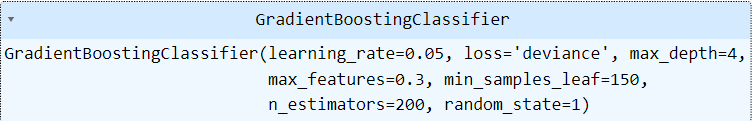 GradientBoostingClassifier
GradientBoostingClassifier(learning_rate=0.05, loss='deviance', max_depth=4,
max_features=0.3, min_samples_leaf=150,
n_estimators=200, random_state=1)